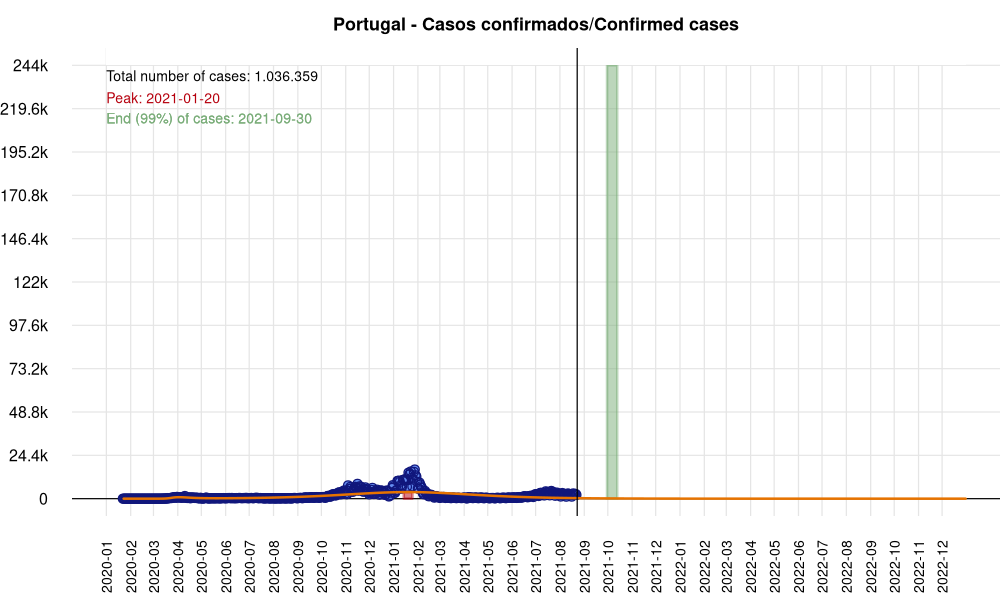 Portugal - Casos confirmados/Confirmed cases
244k
Total number of cases: 1.036.359
Peak: 2021-01-20
219.6k
End (99%) of cases: 2021-09-30
195.2k
170.8k
146.4k
122k
97.6k
73.2k
48.8k
24.4k
0
2020-01
2020-02
2020-03
2020-04
2020-05
2020-06
2020-07
2020-08
2020-09
2020-10
2020-11
2020-12
2021-01
2021-02
2021-03
2021-04
2021-05
2021-06
2021-07
2021-08
2021-09
2021-10
2021-11
2021-12
2022-01
2022-02
2022-03
2022-04
2022-05
2022-06
2022-07
2022-08
2022-09
2022-10
2022-11
2022-12